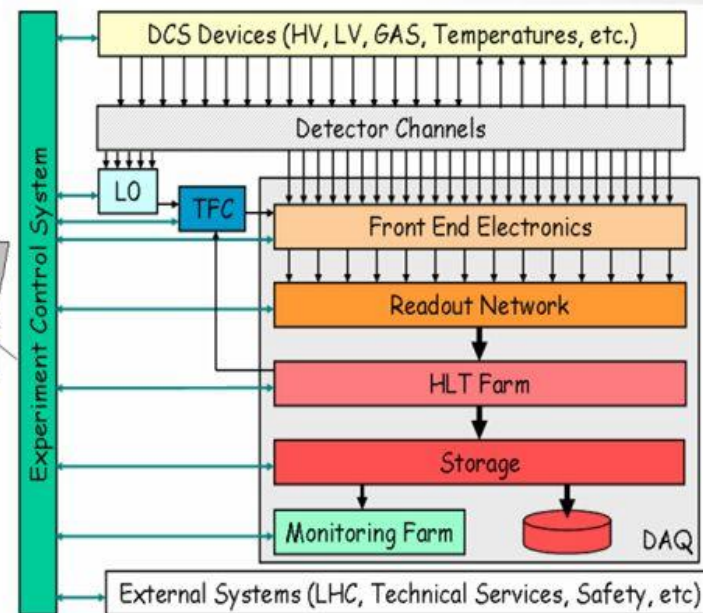 DCS Devices (HV, LV, GAS, Temperatures, etc.)
Detector Channels
L0
TFC
Front End Electronics
Readout Network
HLT Farm
Storage
Monitoring Farm
DAQ
External Systems (LHC, Technical Services, Safety, etc)
Experiment Control System